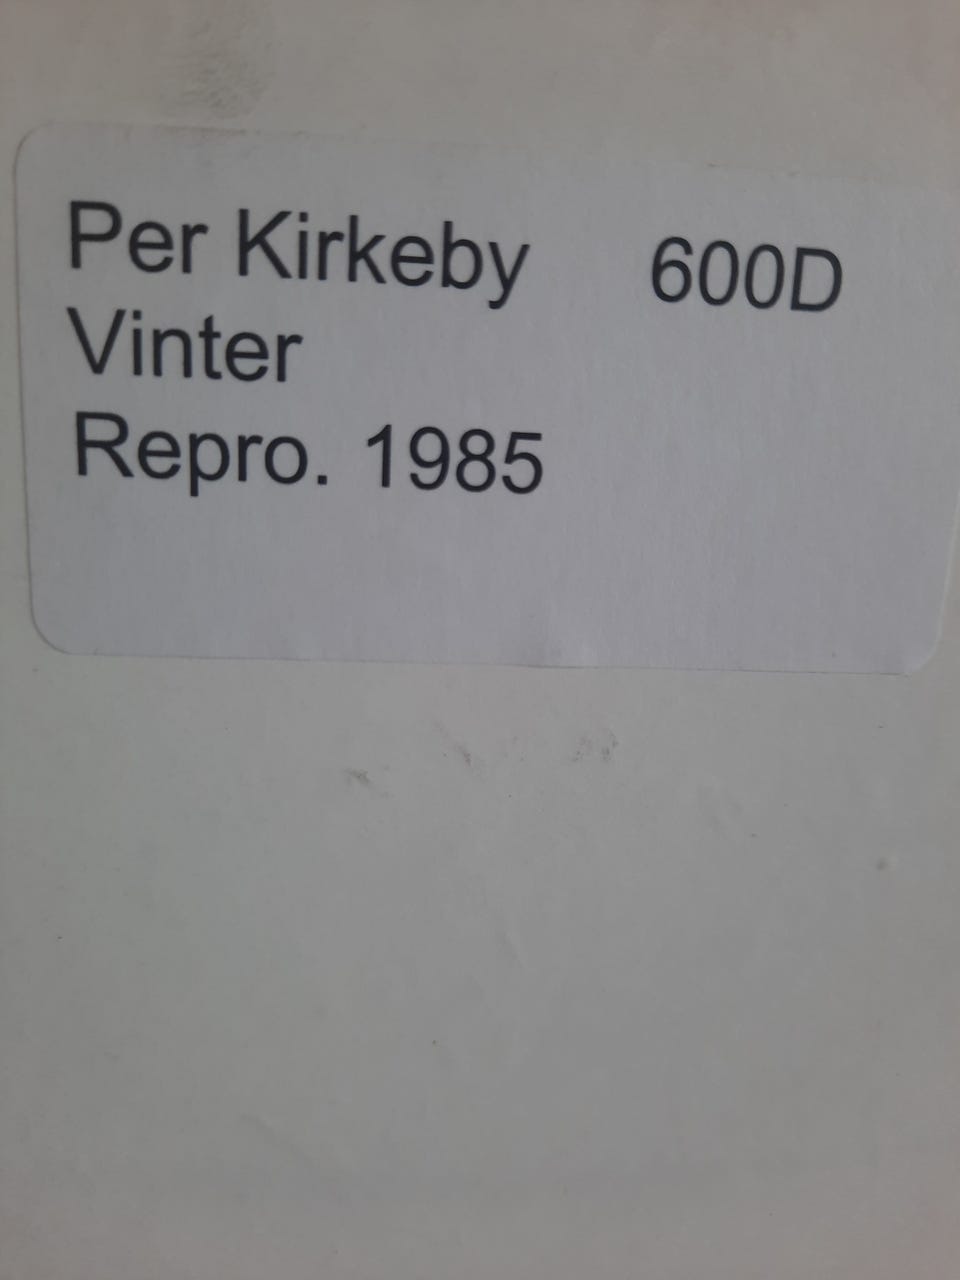 Per Kirkeby 600D
Vinter
Repro. 1985